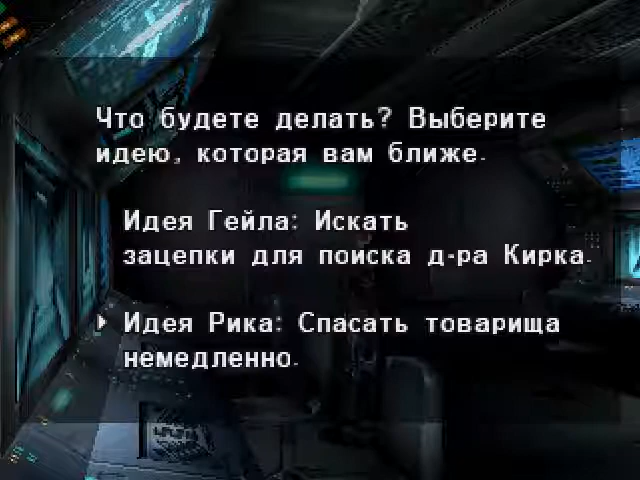 Что будете делать? Выберите
идею, которая вам ближе.
Идея Гейла: Искать
зацепки для поиска д-ра Кирка.
Идея Рика: Спасать товарища
немедленно.